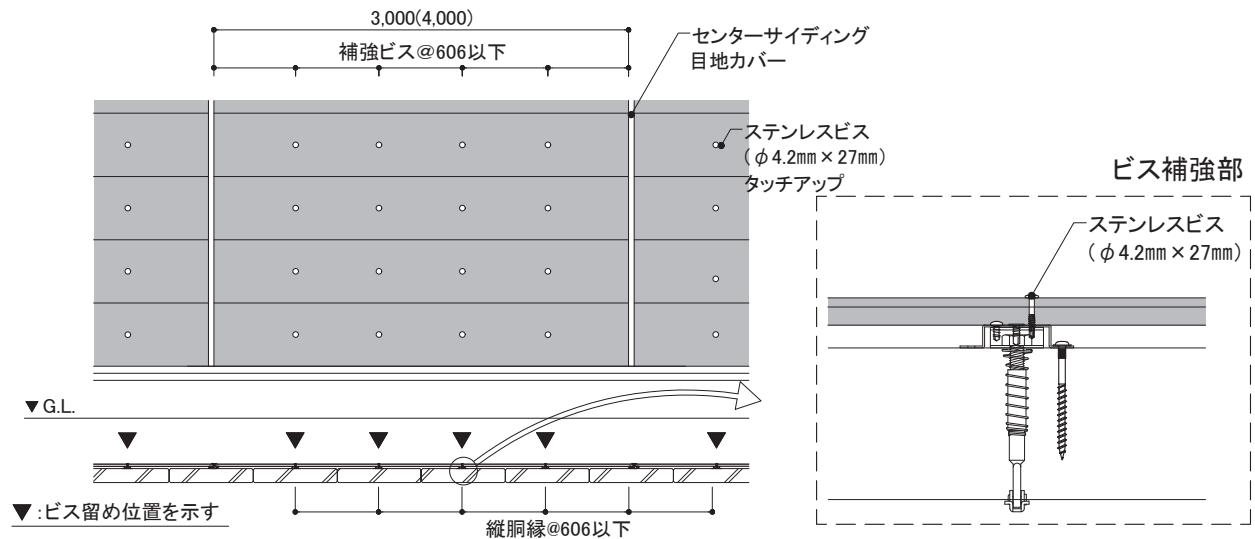 3,000(4,000)
補強ビス@606以下
センターサイディング
目地カバー
ステンレスビス
(φ4.2㎜×27㎜)
タッチアップ
ビス補強部
ステンレスビス
(φ4.2㎜×27㎜)
▼G.L.
▼:ビス留め位置を示す
縦胴縁@606以下